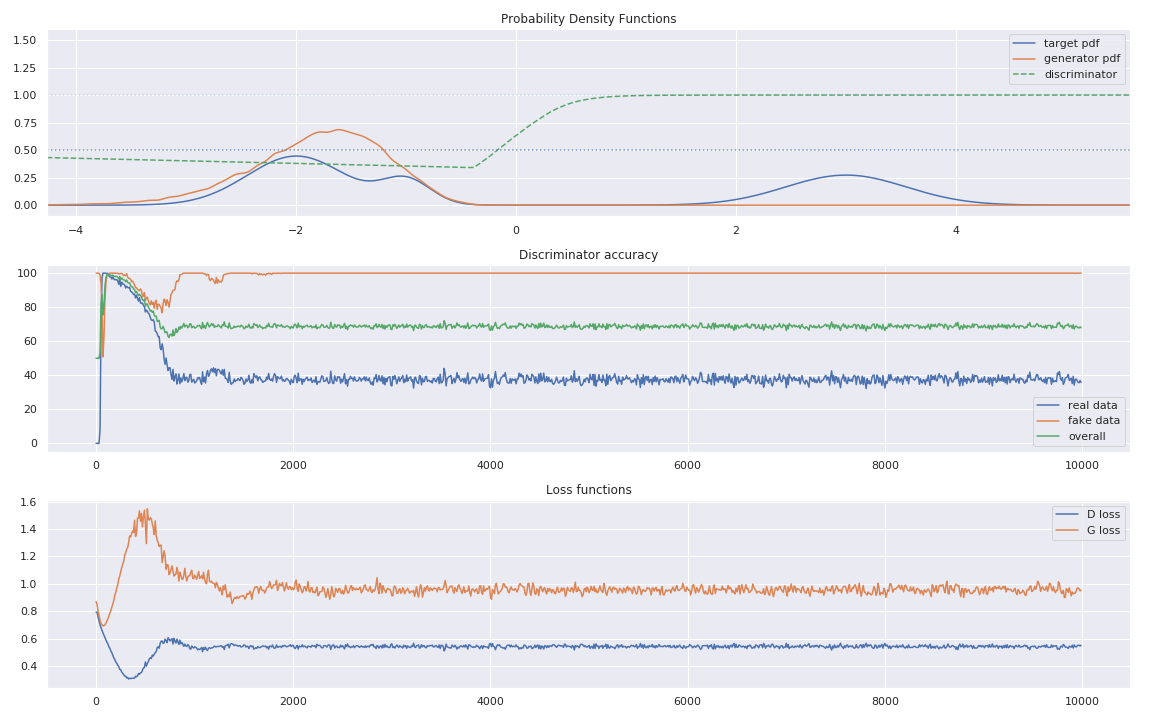 Probability Density Functions
1.50
1.25
1.00
0.75
0.50
0.25
0.00
target pdf
generator pdf
discriminator
−4 −2 0 2 4
Discriminator accuracy
100
80
60
40
20
0
real data
fake data
overall
0 2000 4000 6000 8000 10000
Loss functions
1.6
1.4
1.2
1.0
0.8
0.6
0.4
D loss
G loss
0 2000 4000 6000 8000 10000